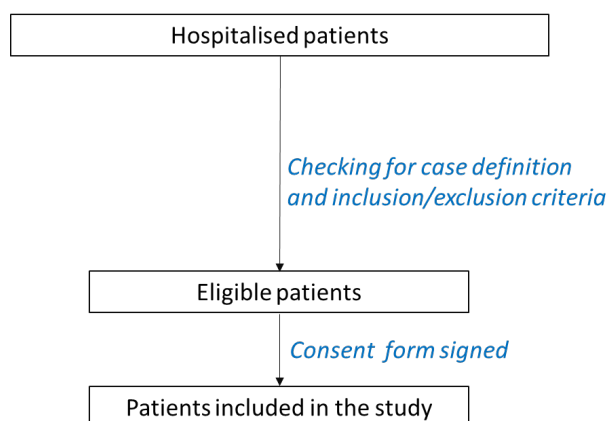 Hospitalised patients
Checking for case definition
and inclusion/exclusion criteria
Eligible patients
Consent form signed
Patients included in the study